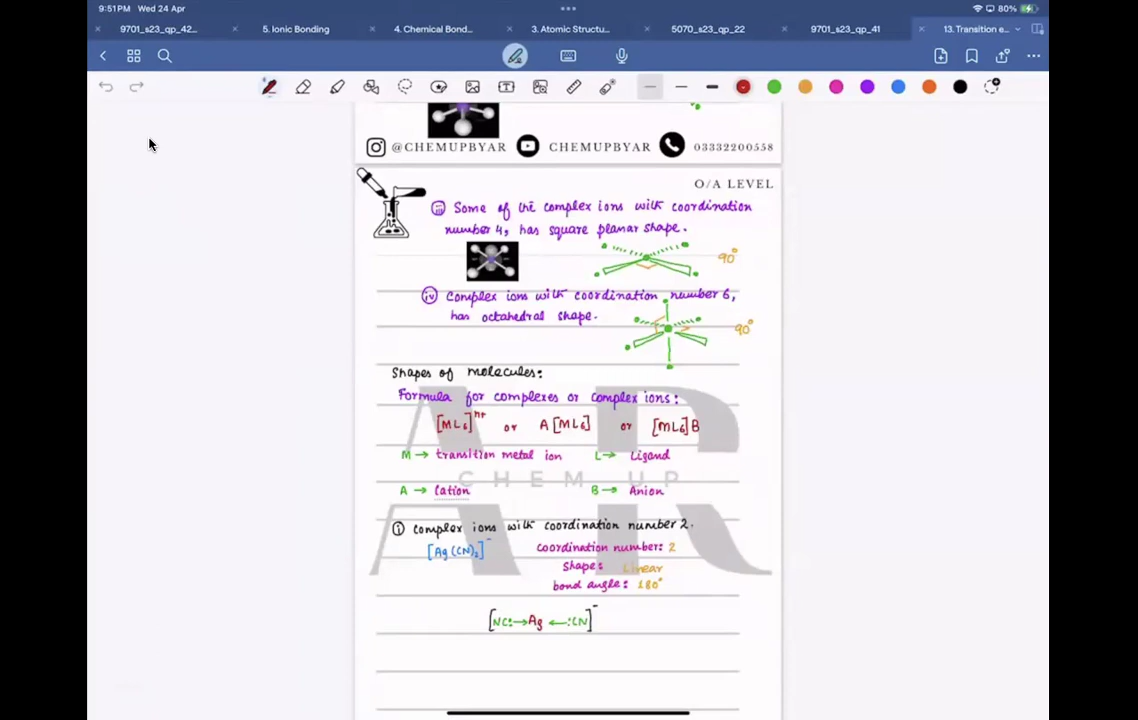 9:51PM Wed 24 Apr
80%
9701_s23_qp_42...
5. Ionic Bonding
4. Chemical Bond...
3. Atomic Structu...
5070_s23_qp_22
9701_s23_qp_41
13. Transition e...
@CHEMUPBYAR CHEMUPBYAR 03332200558
O/A LEVEL
iii Some of the complex ions with coordination
number 4, has square planar shape.
90°
iv Complex ions with coordination number 6,
has octahedral shape.
90°
Shapes of molecules:
Formula for complexes or complex ions:
[ML₆]ⁿ⁺ or A[ML₆] or [ML₆]B
M → transition metal ion L → Ligand
CHEM UP
A → Cation B → Anion
AR
i Complex ions with coordination number 2.
[Ag(CN)₂]⁻ coordination number: 2
shape: Linear
bond angle: 180°
[NC:→Ag ←:CN]⁻